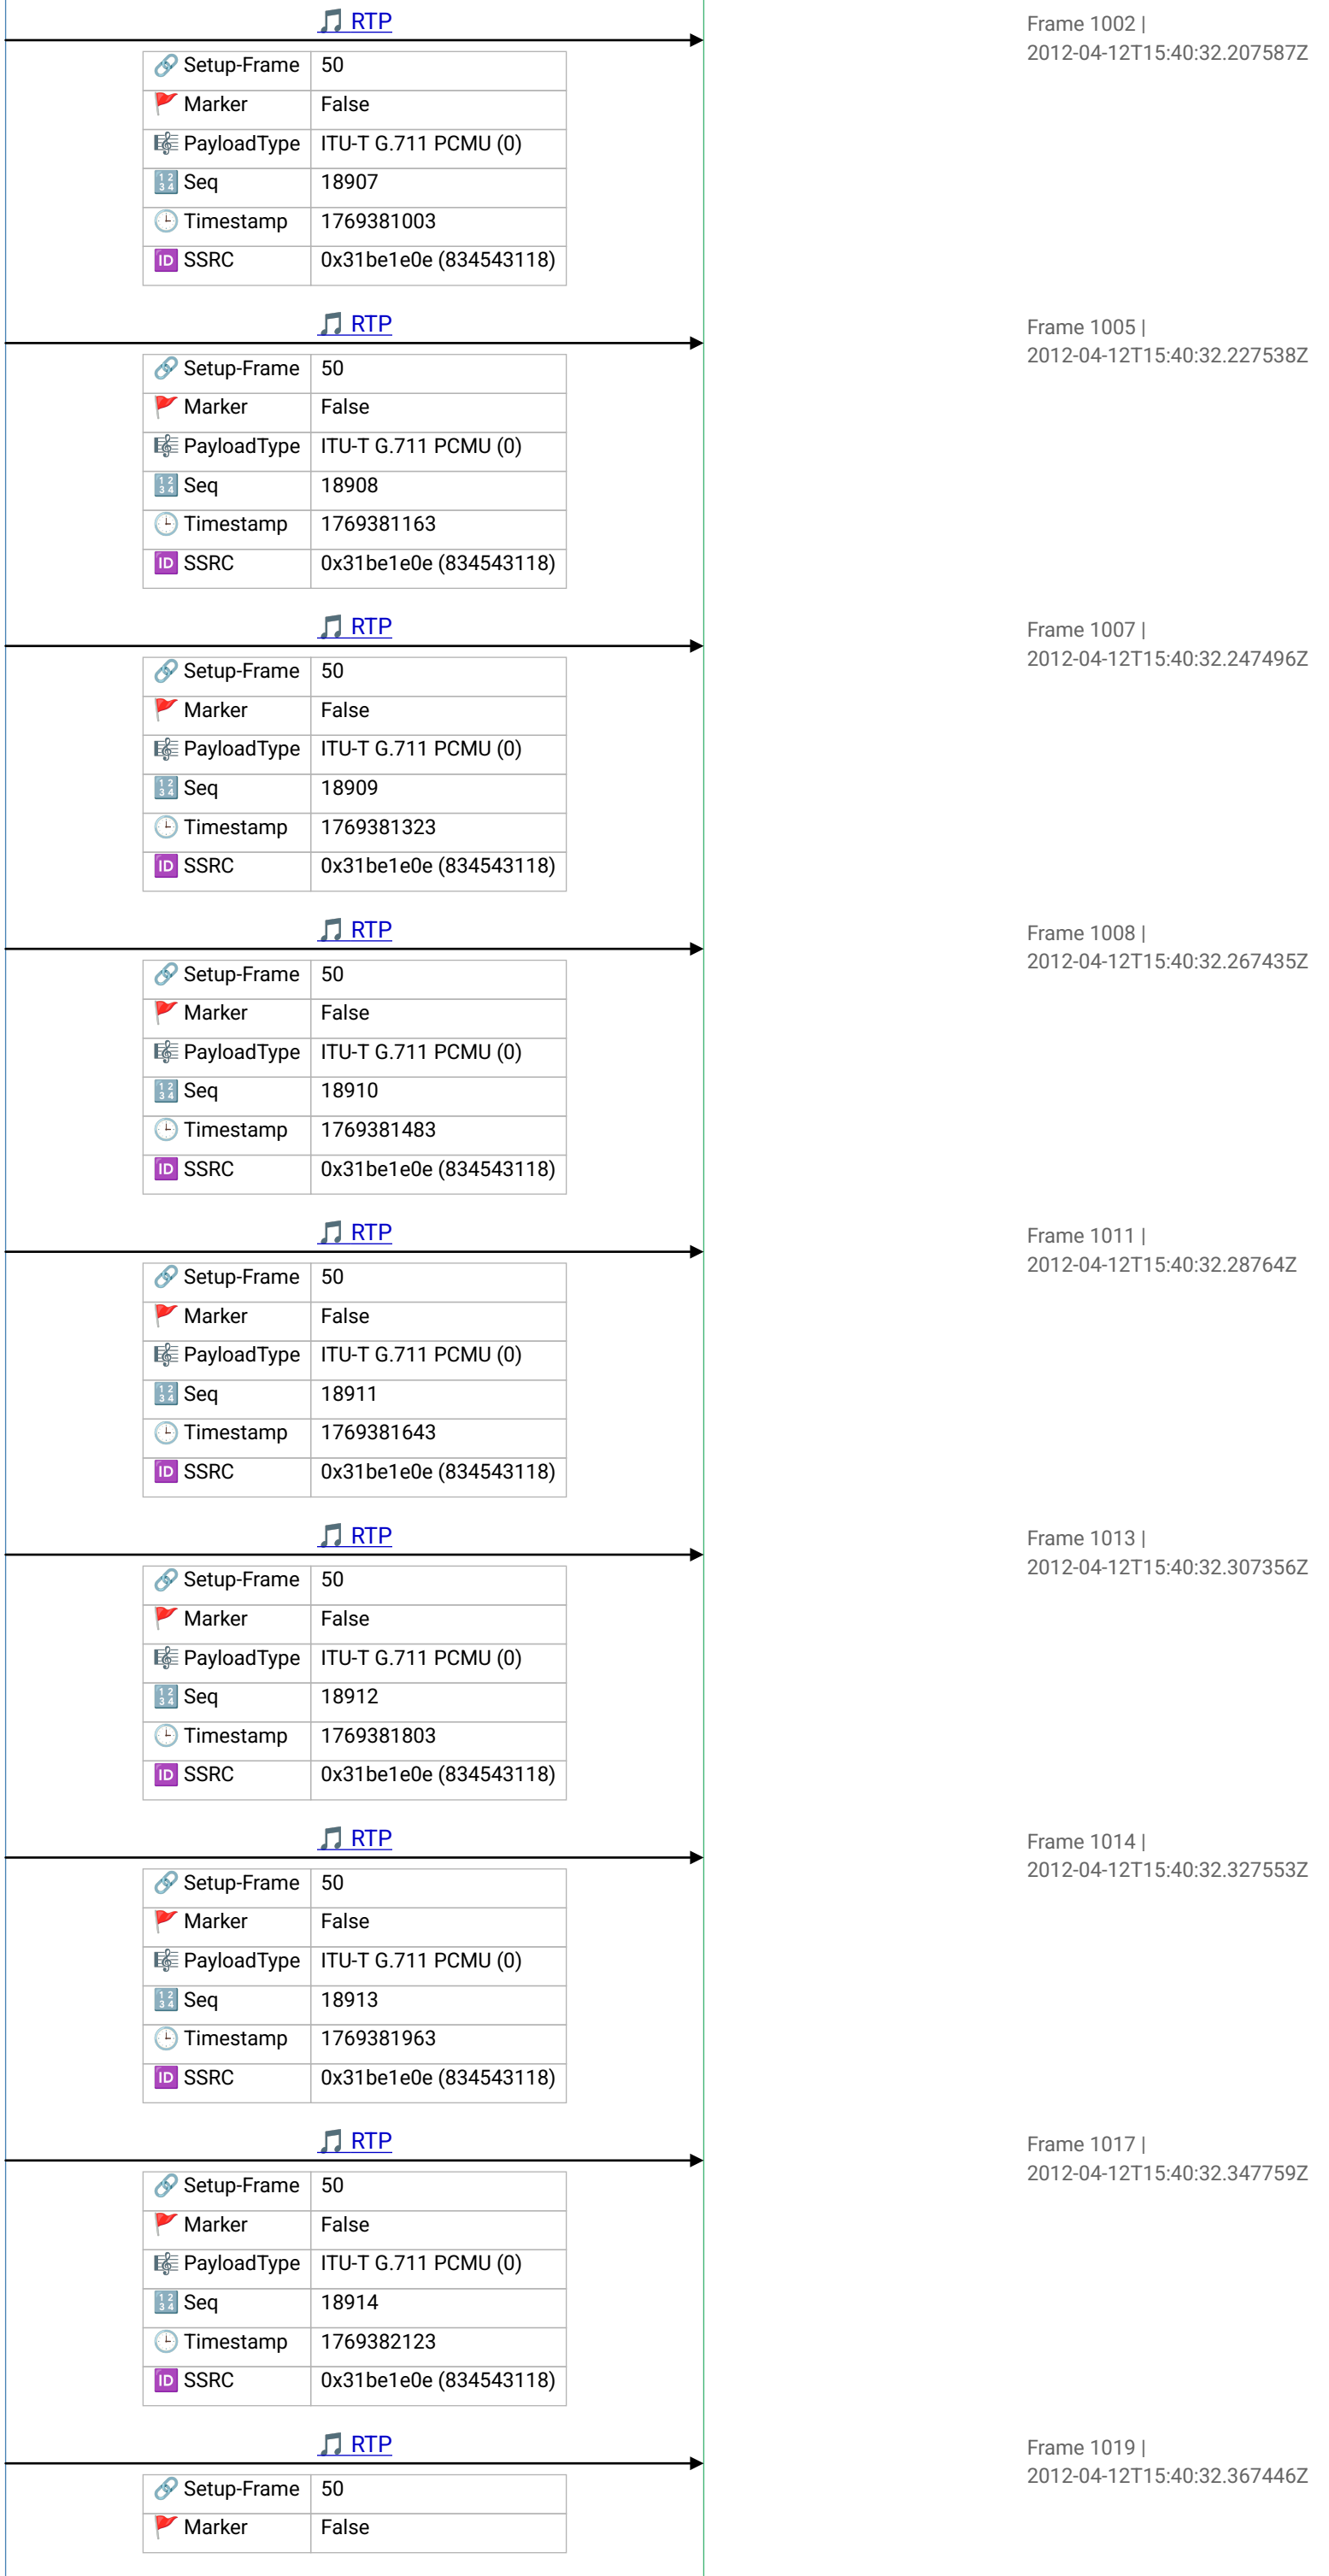 RTP
Frame 1002 |
2012-04-12T15:40:32.207587Z
Setup-Frame 50
Marker False
PayloadType ITU-T G.711 PCMU (0)
Seq 18907
Timestamp 1769381003
SSRC 0x31be1e0e (834543118)
RTP
Frame 1005 |
2012-04-12T15:40:32.227538Z
Setup-Frame 50
Marker False
PayloadType ITU-T G.711 PCMU (0)
Seq 18908
Timestamp 1769381163
SSRC 0x31be1e0e (834543118)
RTP
Frame 1007 |
2012-04-12T15:40:32.247496Z
Setup-Frame 50
Marker False
PayloadType ITU-T G.711 PCMU (0)
Seq 18909
Timestamp 1769381323
SSRC 0x31be1e0e (834543118)
RTP
Frame 1008 |
2012-04-12T15:40:32.267435Z
Setup-Frame 50
Marker False
PayloadType ITU-T G.711 PCMU (0)
Seq 18910
Timestamp 1769381483
SSRC 0x31be1e0e (834543118)
RTP
Frame 1011 |
2012-04-12T15:40:32.28764Z
Setup-Frame 50
Marker False
PayloadType ITU-T G.711 PCMU (0)
Seq 18911
Timestamp 1769381643
SSRC 0x31be1e0e (834543118)
RTP
Frame 1013 |
2012-04-12T15:40:32.307356Z
Setup-Frame 50
Marker False
PayloadType ITU-T G.711 PCMU (0)
Seq 18912
Timestamp 1769381803
SSRC 0x31be1e0e (834543118)
RTP
Frame 1014 |
2012-04-12T15:40:32.327553Z
Setup-Frame 50
Marker False
PayloadType ITU-T G.711 PCMU (0)
Seq 18913
Timestamp 1769381963
SSRC 0x31be1e0e (834543118)
RTP
Frame 1017 |
2012-04-12T15:40:32.347759Z
Setup-Frame 50
Marker False
PayloadType ITU-T G.711 PCMU (0)
Seq 18914
Timestamp 1769382123
SSRC 0x31be1e0e (834543118)
RTP
Frame 1019 |
2012-04-12T15:40:32.367446Z
Setup-Frame 50
Marker False